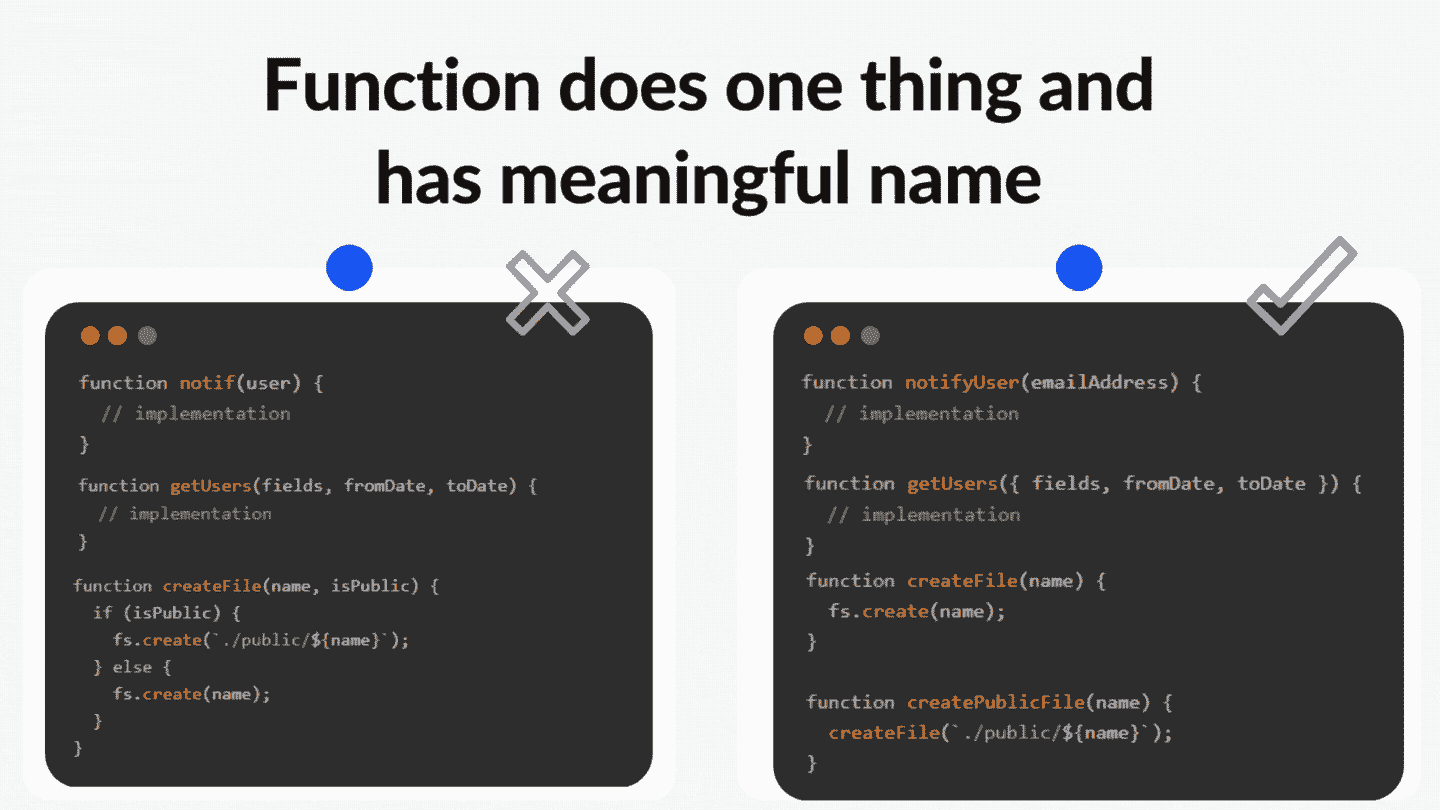 Function does one thing and
has meaningful name
function notif(user) {
  // implementation
}
function getUsers(fields, fromDate, toDate) {
  // implementation
}
function createFile(name, isPublic) {
  if (isPublic) {
    fs.create(`./public/${name}`);
  } else {
    fs.create(name);
  }
}
function notifyUser(emailAddress) {
  // implementation
}
function getUsers({ fields, fromDate, toDate }) {
  // implementation
}
function createFile(name) {
  fs.create(name);
}
function createPublicFile(name) {
  createFile(`./public/${name}`);
}